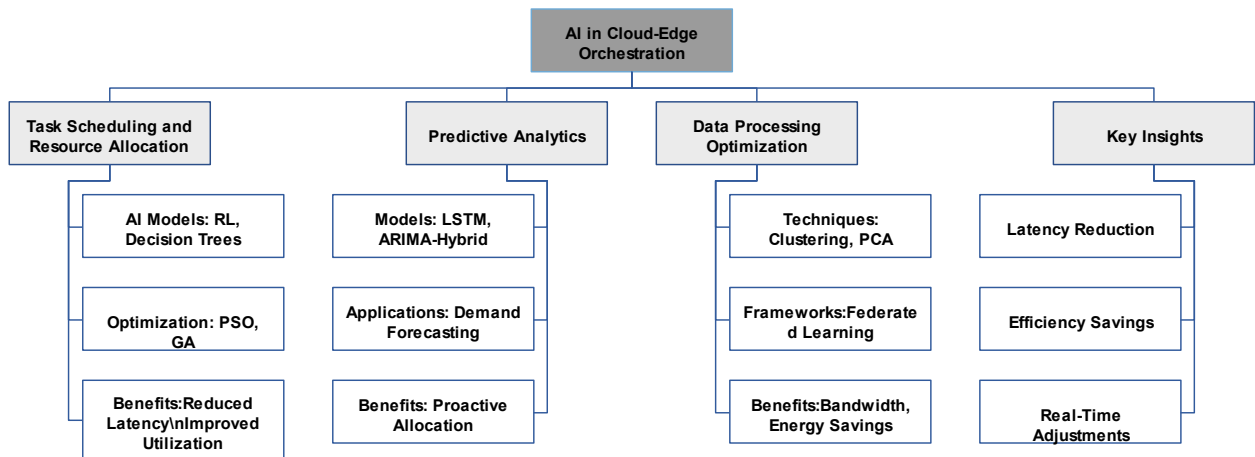 AI in Cloud-Edge
Orchestration
Task Scheduling and
Resource Allocation
AI Models: RL,
Decision Trees
Optimization: PSO,
GA
Benefits:Reduced
Latency\nImproved
Utilization
Predictive Analytics
Models: LSTM,
ARIMA-Hybrid
Applications: Demand
Forecasting
Benefits: Proactive
Allocation
Data Processing
Optimization
Techniques:
Clustering, PCA
Frameworks:Federate
d Learning
Benefits:Bandwidth,
Energy Savings
Key Insights
Latency Reduction
Efficiency Savings
Real-Time
Adjustments